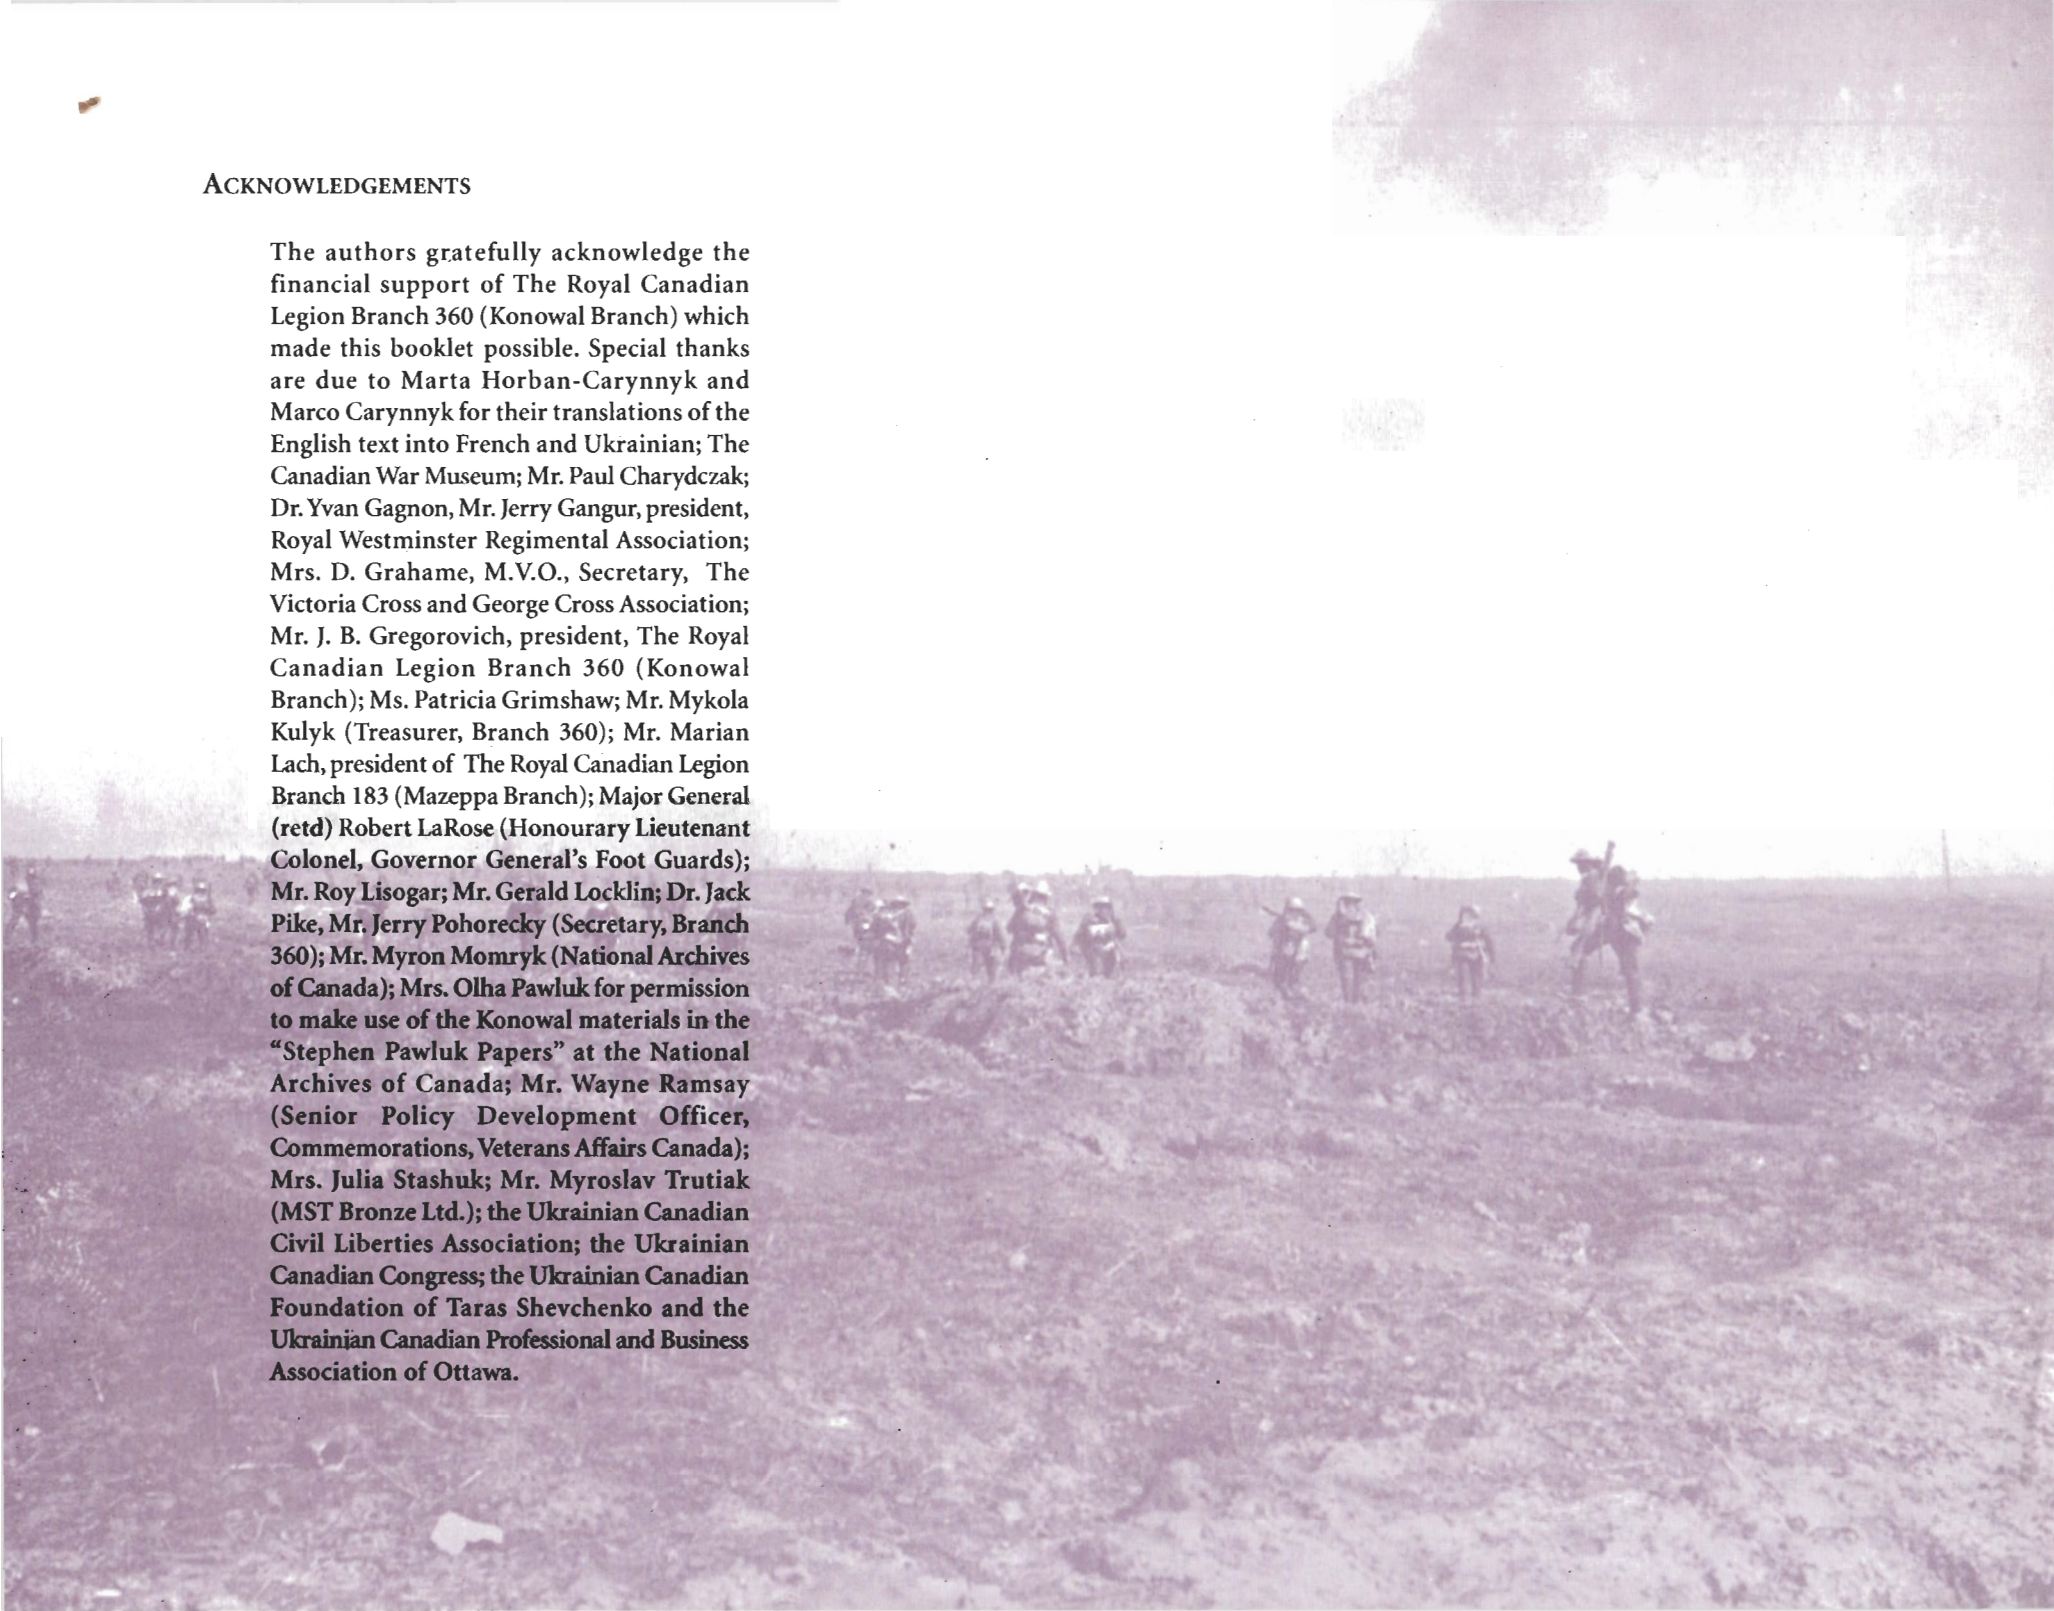 ACKNOWLEDGEMENTS
The authors gratefully acknowledge the
financial support of The Royal Canadian
Legion Branch 360 (Konowal Branch) which
made this booklet possible. Special thanks
are due to Marta Horban-Carynnyk and
Marco Carynnyk for their translations of the
English text into French and Ukrainian; The
Canadian War Museum; Mr. Paul Charydczak;
Dr. Yvan Gagnon, Mr. Jerry Gangur, president,
Royal Westminster Regimental Association;
Mrs. D. Grahame, M.V.O., Secretary, The
Victoria Cross and George Cross Association;
Mr. J. B. Gregorovich, president, The Royal
Canadian Legion Branch 360 (Konowal
Branch); Ms. Patricia Grimshaw; Mr. Mykola
Kulyk (Treasurer, Branch 360); Mr. Marian
Lach, president of The Royal Canadian Legion
Branch 183 (Mazeppa Branch); Major General
(retd) Robert LaRose (Honourary Lieutenant
Colonel, Governor General's Foot Guards);
Mr. Roy Lisogar; Mr. Gerald Locklin; Dr. Jack
Pike, Mr. Jerry Pohorecky (Secretary, Branch
360); Mr. Myron Momryk (National Archives
of Canada); Mrs. Olha Pawluk for permission
to make use of the Konowal materials in the
“Stephen Pawluk Papers” at the National
Archives of Canada; Mr. Wayne Ramsay
(Senior Policy Development Officer,
Commemorations, Veterans Affairs Canada);
Mrs. Julia Stashuk; Mr. Myroslav Trutiak
(MST Bronze Ltd.); the Ukrainian Canadian
Civil Liberties Association; the Ukrainian
Canadian Congress; the Ukrainian Canadian
Foundation of Taras Shevchenko and the
Ukrainian Canadian Professional and Business
Association of Ottawa.